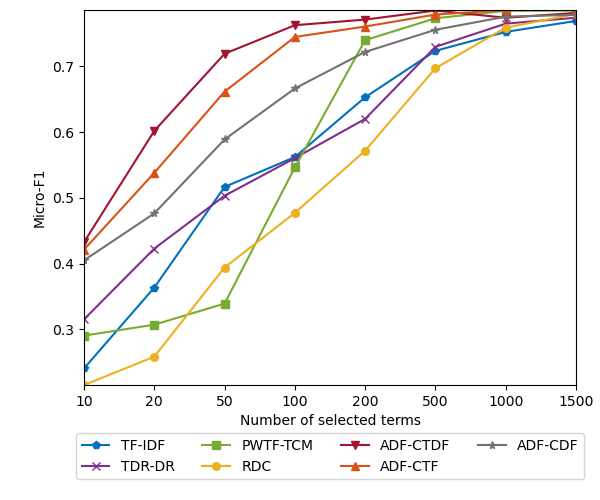 0.7
0.6
0.5
0.4
0.3
Micro-F1
10 20 50 100 200 500 1000 1500
Number of selected terms
TF-IDF PWTF-TCM ADF-CTDF ADF-CDF
TDR-DR RDC ADF-CTF